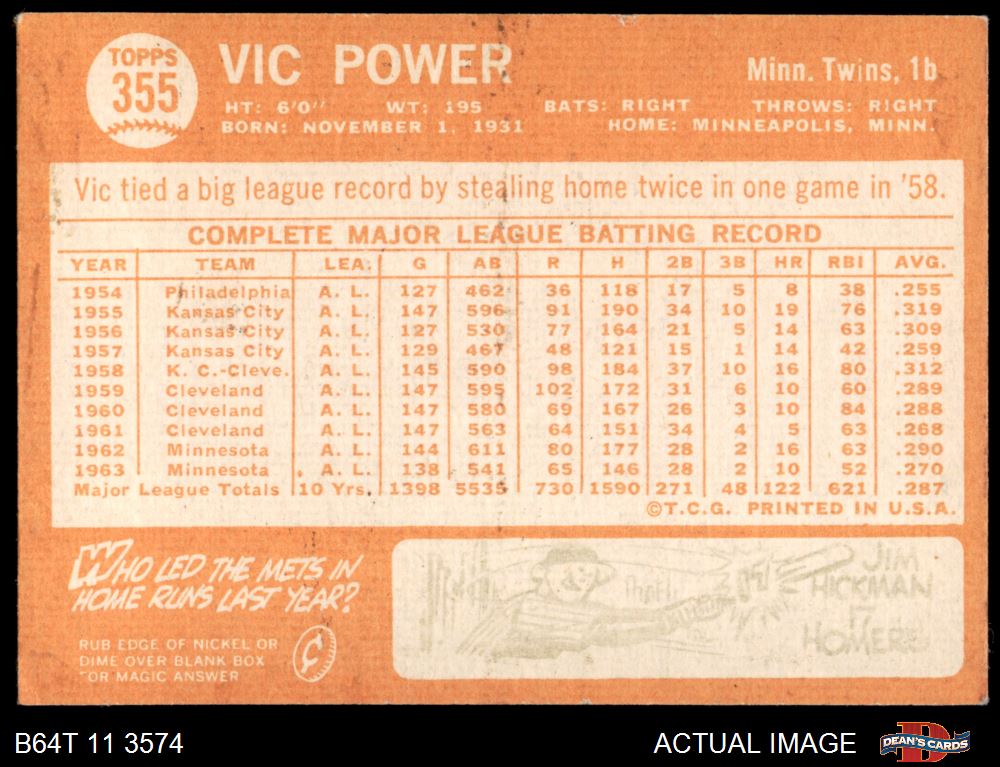 TOPPS
355
VIC POWER
Minn. Twins, 1b
HT: 6'0" WT: 195 BATS: RIGHT THROWS: RIGHT
BORN: NOVEMBER 1, 1931 HOME: MINNEAPOLIS, MINN.
Vic tied a big league record by stealing home twice in one game in '58.
COMPLETE MAJOR LEAGUE BATTING RECORD
YEAR TEAM LEA. G AB R H 2B 3B HR RBI AVG.
1954 Philadelphia A. L. 127 462 36 118 17 5 8 38 .255
1955 Kansas City A. L. 147 596 91 190 34 10 19 76 .319
1956 Kansas City A. L. 127 530 77 164 21 5 14 63 .309
1957 Kansas City A. L. 129 467 48 121 15 1 14 42 .259
1958 K. C.-Cleve. A. L. 145 590 98 184 37 10 16 80 .312
1959 Cleveland A. L. 147 595 102 172 31 6 10 60 .289
1960 Cleveland A. L. 147 580 69 167 26 3 10 84 .288
1961 Cleveland A. L. 147 563 64 151 34 4 5 63 .268
1962 Minnesota A. L. 144 611 80 177 28 2 16 63 .290
1963 Minnesota A. L. 138 541 65 146 28 2 10 52 .270
Major League Totals 10 Yrs. 1398 5535 730 1590 271 48 122 621 .287
©T.C.G. PRINTED IN U.S.A.
WHO LED THE METS IN
HOME RUNS LAST YEAR?
RUB EDGE OF NICKEL OR
DIME OVER BLANK BOX
FOR MAGIC ANSWER
JIM
HICKMAN
17
HOMERS
B64T 11 3574 ACTUAL IMAGE DEAN'S CARDS